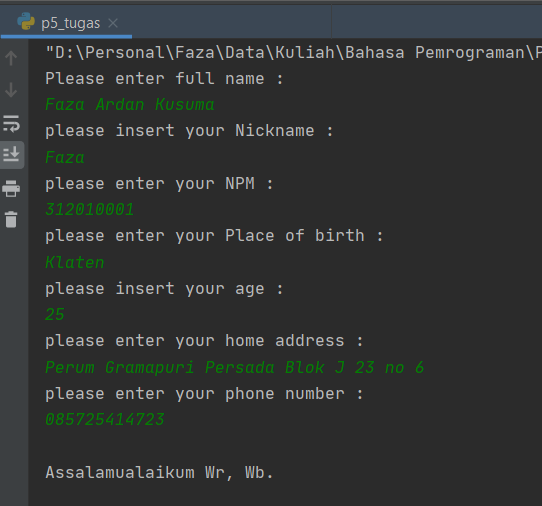 p5_tugas
"D:\Personal\Faza\Data\Kuliah\Bahasa Pemrograman\P
Please enter full name :
Faza Ardan Kusuma
please insert your Nickname :
Faza
please enter your NPM :
312010001
please enter your Place of birth :
Klaten
please insert your age :
25
please enter your home address :
Perum Gramapuri Persada Blok J 23 no 6
please enter your phone number :
085725414723
Assalamualaikum Wr, Wb.